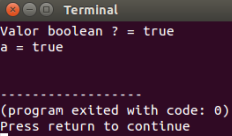 Terminal
Valor boolean ? = true
a = true
------------------
(program exited with code: 0)
Press return to continue